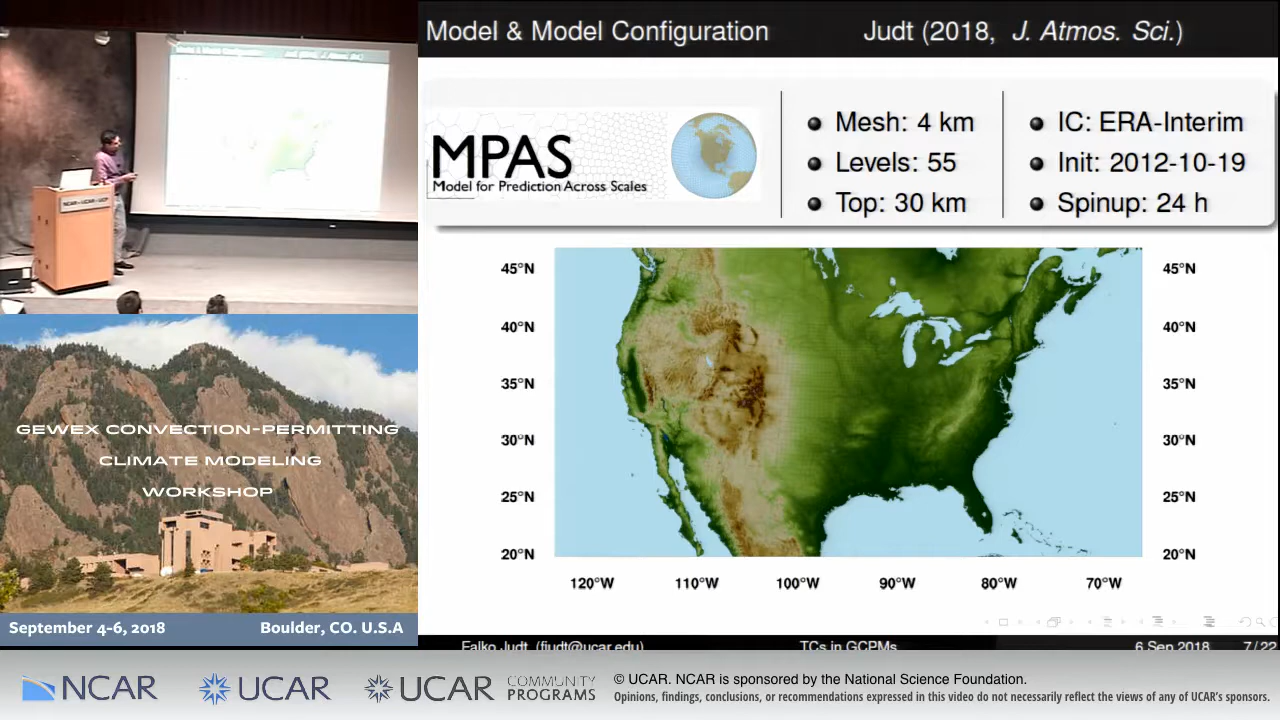 Model & Model Configuration Judt (2018, J. Atmos. Sci.)
MPAS
Model for Prediction Across Scales
Mesh: 4 km
Levels: 55
Top: 30 km
IC: ERA-Interim
Init: 2012-10-19
Spinup: 24 h
45°N 45°N
40°N 40°N
35°N 35°N
30°N 30°N
25°N 25°N
20°N 20°N
120°W 110°W 100°W 90°W 80°W 70°W
Falko Judt (fjudt@ucar.edu) TCs in GCPMs 6 Sep 2018 7/22
NCAR • UCAR • UCP
GEWEX CONVECTION-PERMITTING
CLIMATE MODELING
WORKSHOP
September 4-6, 2018 Boulder, CO. U.S.A
NCAR UCAR UCAR COMMUNITY PROGRAMS
© UCAR. NCAR is sponsored by the National Science Foundation.
Opinions, findings, conclusions, or recommendations expressed in this video do not necessarily reflect the views of any of UCAR's sponsors.